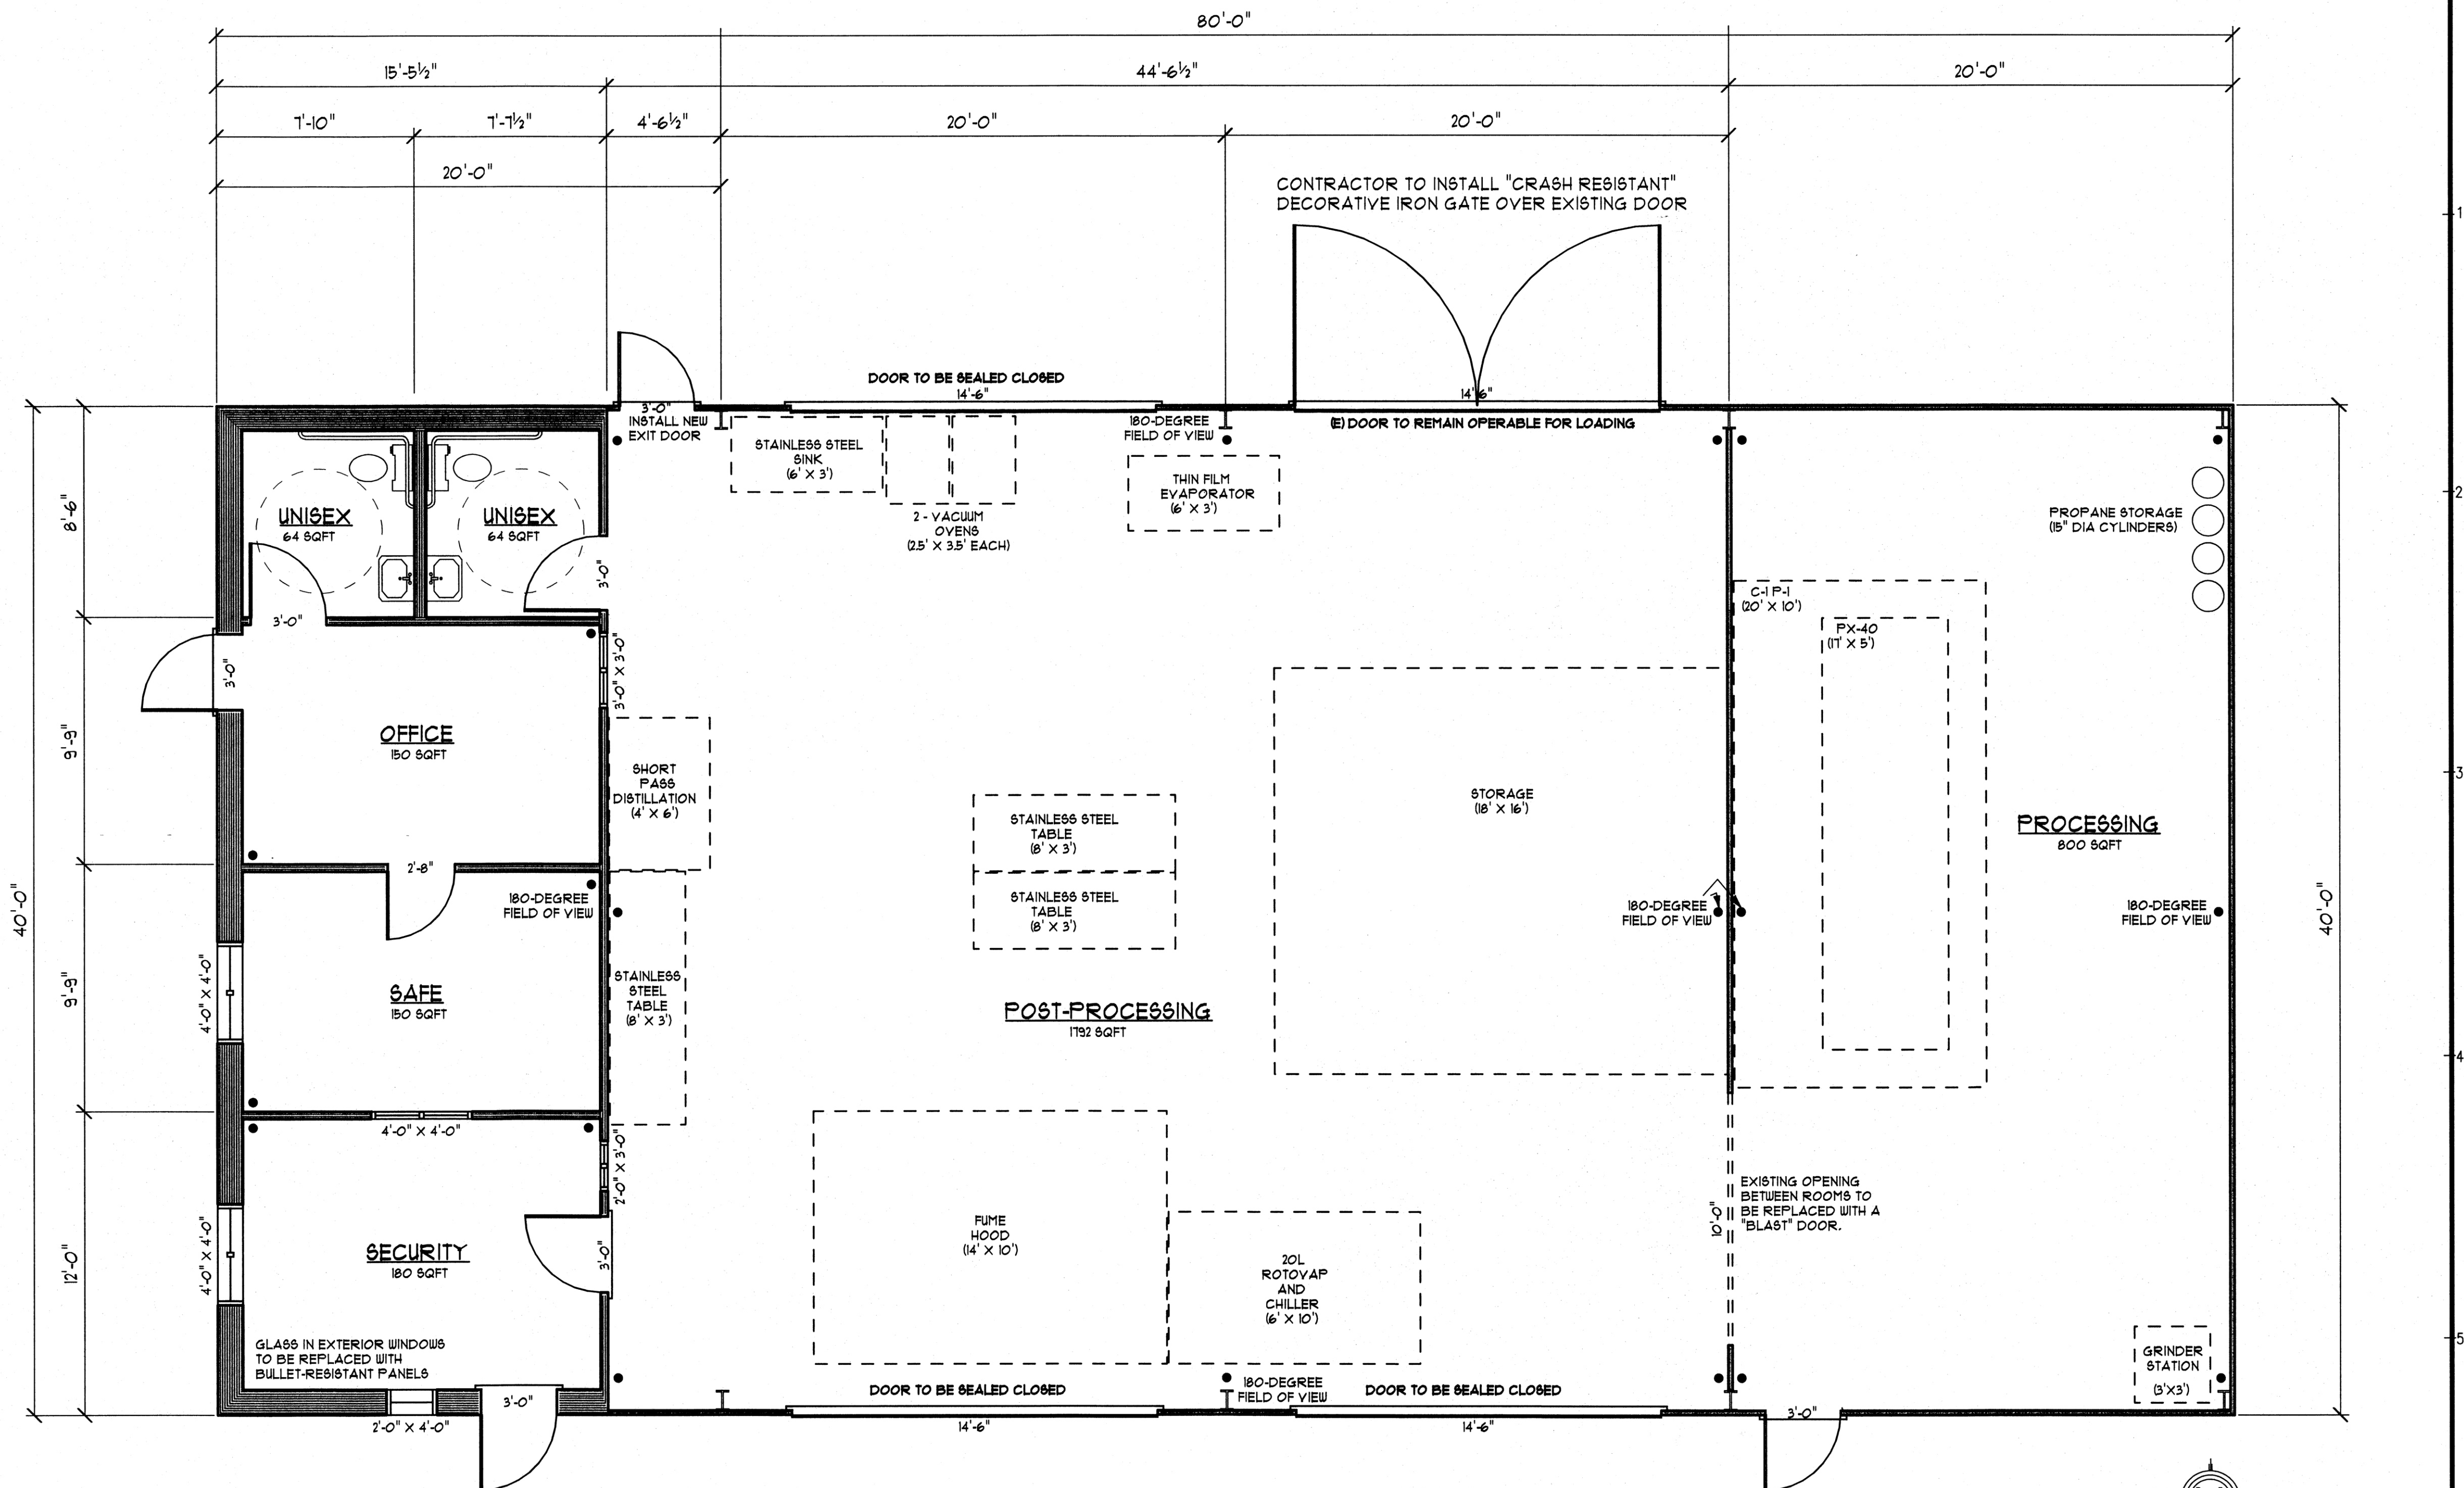 80'-0"
15'-5½"
44'-6½"
20'-0"
7'-10"
7'-7½"
4'-6½"
20'-0"
20'-0"
20'-0"
CONTRACTOR TO INSTALL "CRASH RESISTANT"
DECORATIVE IRON GATE OVER EXISTING DOOR
1
DOOR TO BE SEALED CLOSED
14'-6"
14'-6"
3'-0"
INSTALL NEW
EXIT DOOR
180-DEGREE
FIELD OF VIEW
(E) DOOR TO REMAIN OPERABLE FOR LOADING
STAINLESS STEEL
SINK
(6' X 3')
THIN FILM
EVAPORATOR
(6' X 3')
2 - VACUUM
OVENS
(2.5' X 3.5' EACH)
UNISEX
64 SQFT
UNISEX
64 SQFT
8'-6"
PROPANE STORAGE
(15" DIA CYLINDERS)
2
3'-0"
3'-0"
C-1 P-1
(20' X 10')
PX-40
(17' X 5')
3'-0"
3'-0" X 3'-0"
OFFICE
150 SQFT
9'-9"
SHORT
PASS
DISTILLATION
(4' X 6')
STORAGE
(18' X 16')
3
STAINLESS STEEL
TABLE
(8' X 3')
PROCESSING
800 SQFT
2'-8"
STAINLESS STEEL
TABLE
(8' X 3')
180-DEGREE
FIELD OF VIEW
180-DEGREE
FIELD OF VIEW
180-DEGREE
FIELD OF VIEW
40'-0"
40'-0"
9'-9"
4'-0" X 4'-0"
SAFE
150 SQFT
STAINLESS
STEEL
TABLE
(8' X 3')
POST-PROCESSING
1792 SQFT
4
4'-0" X 4'-0"
2'-0" X 3'-0"
EXISTING OPENING
BETWEEN ROOMS TO
BE REPLACED WITH A
"BLAST" DOOR.
10'-0"
12'-0"
4'-0" X 4'-0"
SECURITY
180 SQFT
3'-0"
FUME
HOOD
(14' X 10')
20L
ROTOVAP
AND
CHILLER
(6' X 10')
5
GLASS IN EXTERIOR WINDOWS
TO BE REPLACED WITH
BULLET-RESISTANT PANELS
GRINDER
STATION
(3'X3')
3'-0"
DOOR TO BE SEALED CLOSED
180-DEGREE
FIELD OF VIEW
DOOR TO BE SEALED CLOSED
3'-0"
2'-0" X 4'-0"
14'-6"
14'-6"